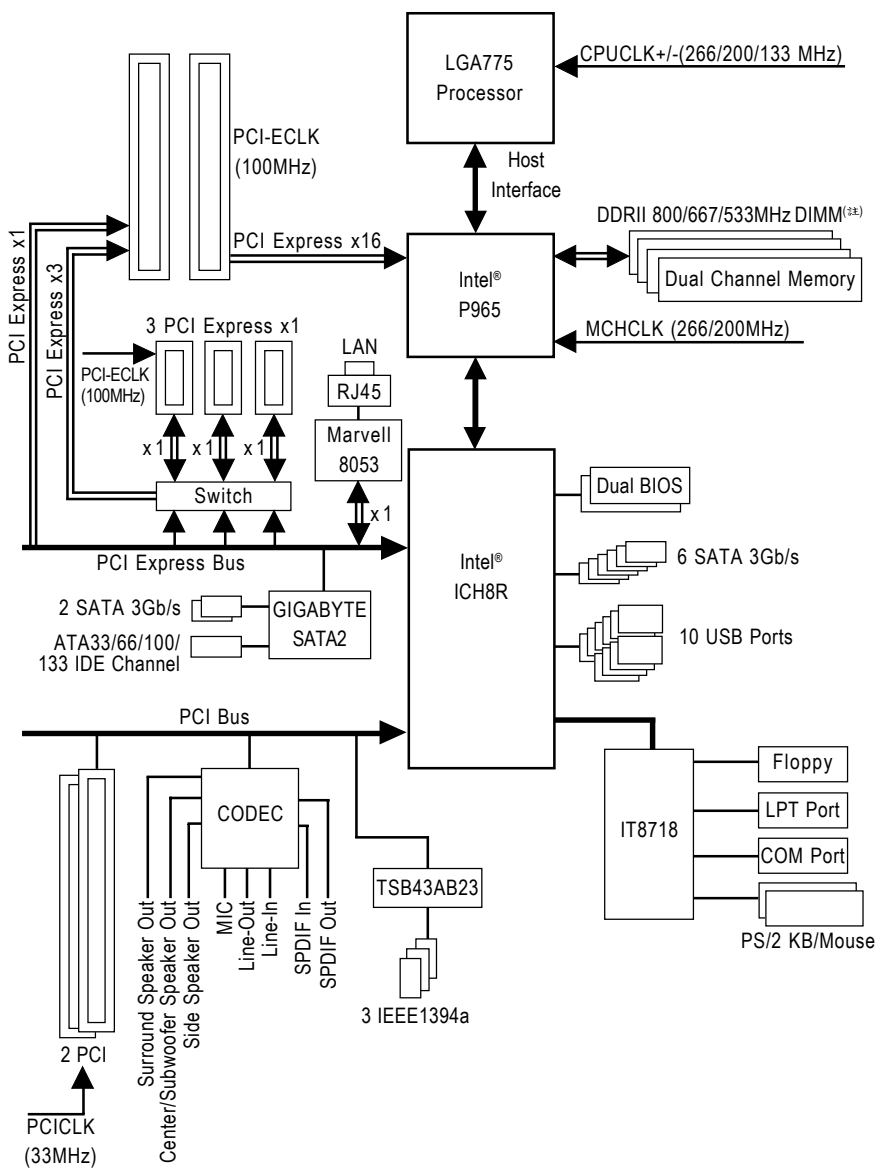 LGA775
Processor
CPUCLK+/-(266/200/133 MHz)
PCI-ECLK
(100MHz)
Host
Interface
DDRII 800/667/533MHz DIMM(註)
Dual Channel Memory
PCI Express x16
Intel®
P965
MCHCLK (266/200MHz)
PCI Express x1
PCI Express x3
3 PCI Express x1
PCI-ECLK
(100MHz)
LAN
RJ45
Marvell
8053
x 1
x 1
x 1
x 1
Switch
PCI Express Bus
Intel®
ICH8R
Dual BIOS
6 SATA 3Gb/s
10 USB Ports
2 SATA 3Gb/s
GIGABYTE
SATA2
ATA33/66/100/
133 IDE Channel
PCI Bus
CODEC
IT8718
Floppy
LPT Port
COM Port
PS/2 KB/Mouse
TSB43AB23
3 IEEE1394a
Surround Speaker Out
Center/Subwoofer Speaker Out
Side Speaker Out
MIC
Line-Out
Line-In
SPDIF In
SPDIF Out
2 PCI
PCICLK
(33MHz)